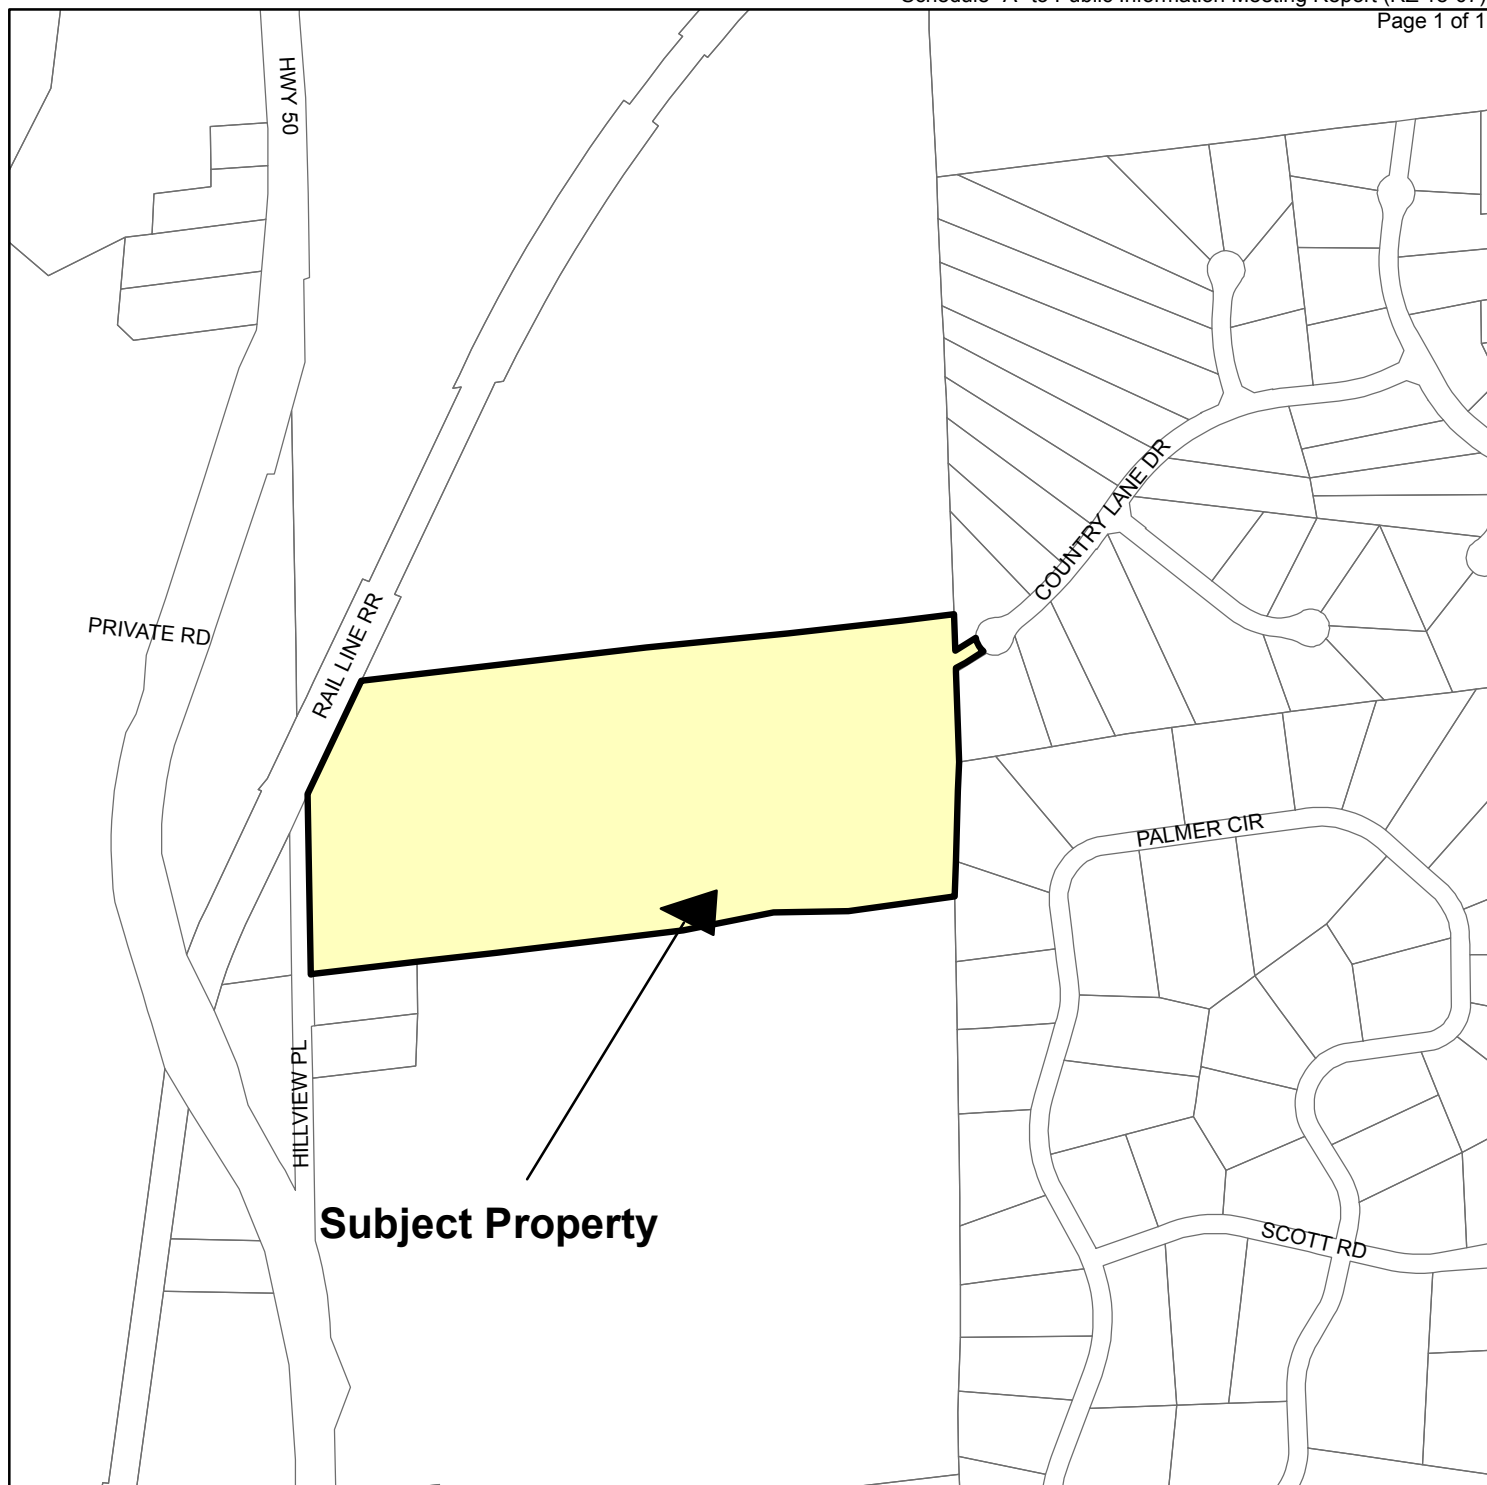 Page 1 of 1
HWY 50
COUNTRY LANE DR
PRIVATE RD
RAIL LINE RR
PALMER CIR
HILLVIEW PL
Subject Property
SCOTT RD